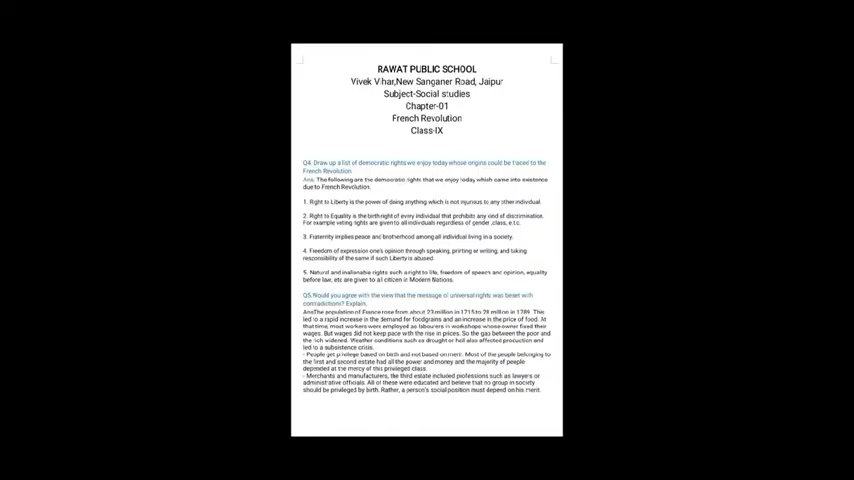 RAWAT PUBLIC SCHOOL
Vivek Vihar,New Sanganer Road, Jaipur
Subject-Social studies
Chapter-01
French Revolution
Class-IX
Q4. Draw up a list of democratic rights we enjoy today whose origins could be traced to the
French Revolution.
Ans. The following are the democratic rights that we enjoy today which came into existence
due to French Revolution.
1. Right to Liberty is the power of doing anything which is not injurious to any other individual.
2. Right to Equality is the birth right of every individual that prohibits any kind of discrimination.
For example voting rights are given to all individuals regardless of gender ,class, e.t.c.
3. Fraternity implies peace and brotherhood among all individual living in a society.
4. Freedom of expression one's opinion through speaking, printing or writing, and taking
responsibility of the same if such Liberty is abused.
5. Natural and inalienable rights such a right to life, freedom of speech and opinion, equality
before law, etc are given to all citizen in Modern Nations.
Q5.Would you agree with the view that the message of universal rights was beset with
contradictions? Explain.
AnsThe population of France rose from about 23 million in 1715 to 28 million in 1789. This
led to a rapid increase in the demand for foodgrains and an increase in the price of food. At
that time, most workers were employed as labourers in workshops whose owner fixed their
wages. But wages did not keep pace with the rise in prices. So the gap between the poor and
the rich widened. Weather conditions such as drought or hail also affected production and
led to a subsistence crisis.
- People get privilege based on birth and not based on merit. Most of the people belonging to
the first and second estate had all the power and money and the majority of people
depended at the mercy of this privileged class.
- Merchants and manufacturers, the third estate included professions such as lawyers or
administrative officials. All of these were educated and believe that no group in society
should be privileged by birth. Rather, a person's social position must depend on his merit.